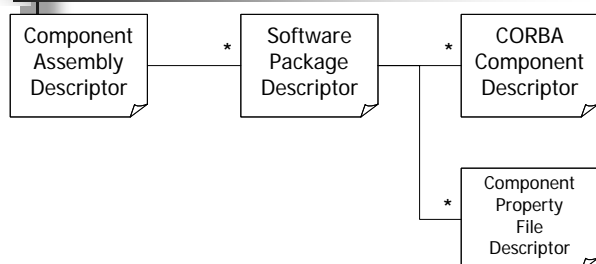 Component
Assembly
Descriptor
*
Software
Package
Descriptor
*
CORBA
Component
Descriptor
*
Component
Property
File
Descriptor